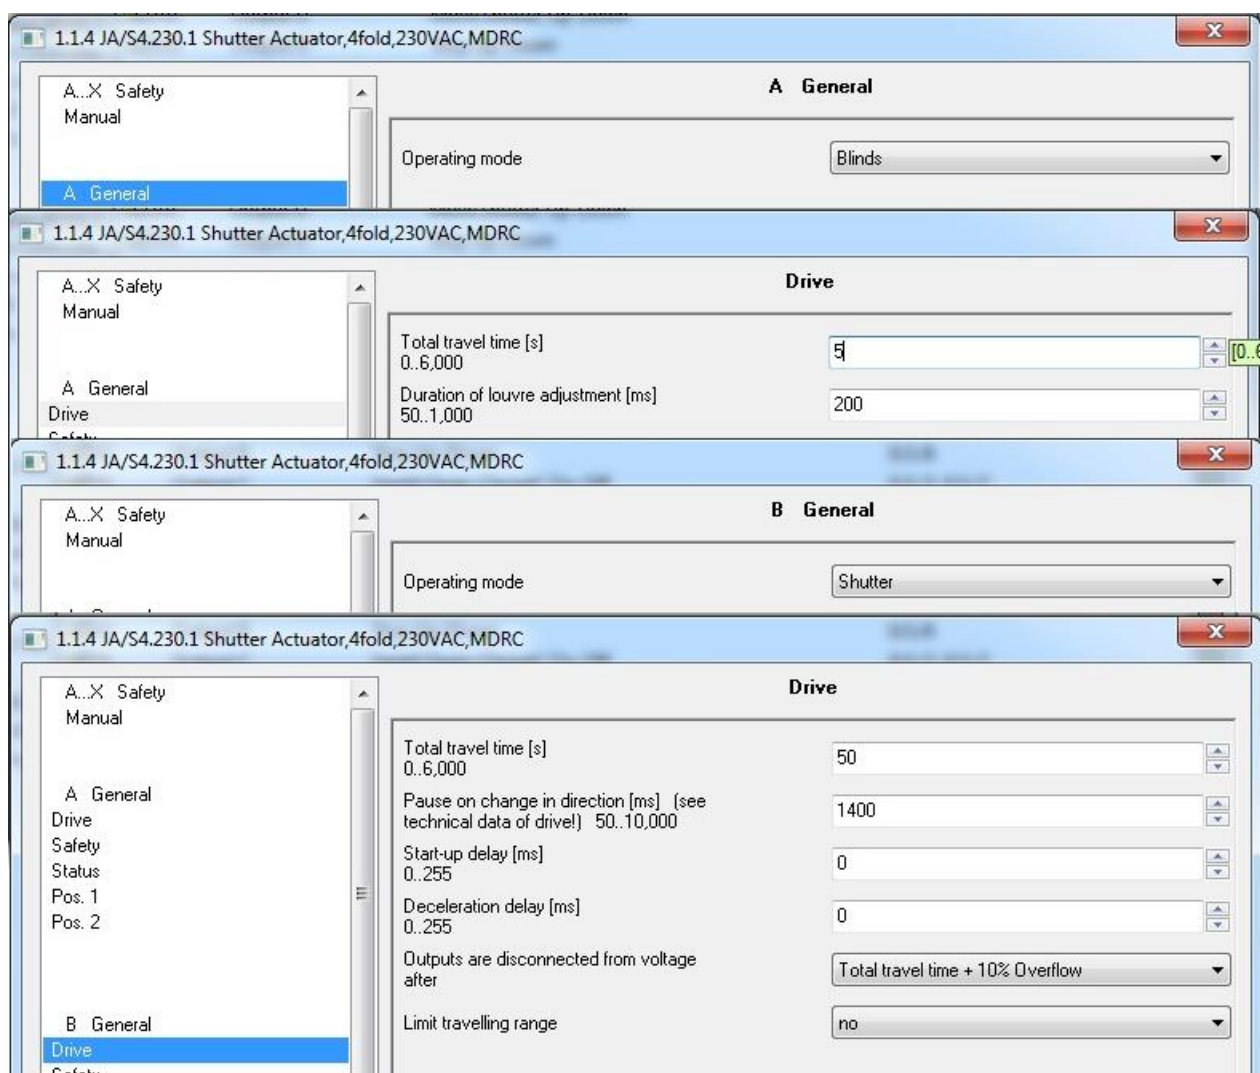 1.1.4 JA/S4.230.1 Shutter Actuator,4fold,230VAC,MDRC
A...X Safety
Manual
A General
A General
Operating mode
Blinds
1.1.4 JA/S4.230.1 Shutter Actuator,4fold,230VAC,MDRC
A...X Safety
Manual
A General
Drive
Safety
Drive
Total travel time [s]
0..6,000
5
[0..6
Duration of louvre adjustment [ms]
50..1,000
200
1.1.4 JA/S4.230.1 Shutter Actuator,4fold,230VAC,MDRC
A...X Safety
Manual
B General
Operating mode
Shutter
1.1.4 JA/S4.230.1 Shutter Actuator,4fold,230VAC,MDRC
A...X Safety
Manual
A General
Drive
Safety
Status
Pos. 1
Pos. 2
B General
Drive
Safety
Drive
Total travel time [s]
0..6,000
50
Pause on change in direction [ms] (see
technical data of drive!) 50..10,000
1400
Start-up delay [ms]
0..255
0
Deceleration delay [ms]
0..255
0
Outputs are disconnected from voltage
after
Total travel time + 10% Overflow
Limit travelling range
no